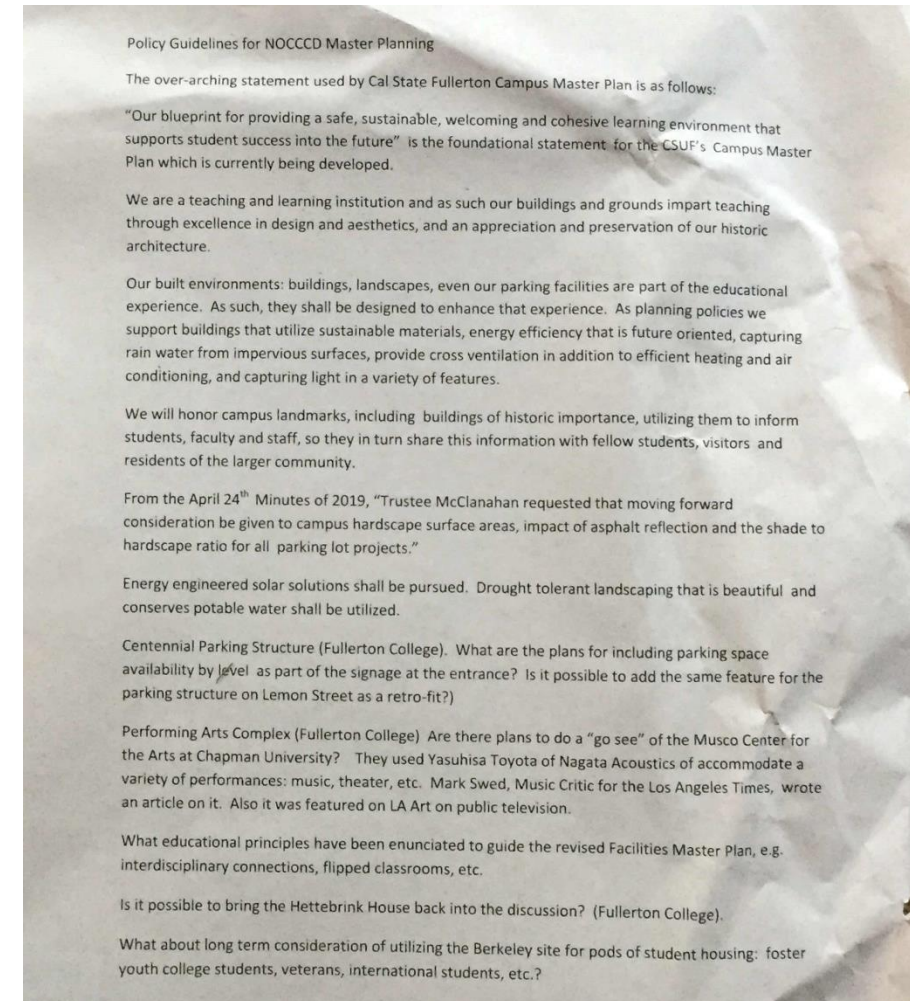 Policy Guidelines for NOCCCD Master Planning
The over-arching statement used by Cal State Fullerton Campus Master Plan is as follows:
"Our blueprint for providing a safe, sustainable, welcoming and cohesive learning environment that
supports student success into the future" is the foundational statement for the CSUF's Campus Master
Plan which is currently being developed.
We are a teaching and learning institution and as such our buildings and grounds impart teaching
through excellence in design and aesthetics, and an appreciation and preservation of our historic
architecture.
Our built environments: buildings, landscapes, even our parking facilities are part of the educational
experience. As such, they shall be designed to enhance that experience. As planning policies we
support buildings that utilize sustainable materials, energy efficiency that is future oriented, capturing
rain water from impervious surfaces, provide cross ventilation in addition to efficient heating and air
conditioning, and capturing light in a variety of features.
We will honor campus landmarks, including buildings of historic importance, utilizing them to inform
students, faculty and staff, so they in turn share this information with fellow students, visitors and
residents of the larger community.
From the April 24th Minutes of 2019, "Trustee McClanahan requested that moving forward
consideration be given to campus hardscape surface areas, impact of asphalt reflection and the shade to
hardscape ratio for all parking lot projects."
Energy engineered solar solutions shall be pursued. Drought tolerant landscaping that is beautiful and
conserves potable water shall be utilized.
Centennial Parking Structure (Fullerton College). What are the plans for including parking space
availability by level as part of the signage at the entrance? Is it possible to add the same feature for the
parking structure on Lemon Street as a retro-fit?)
Performing Arts Complex (Fullerton College) Are there plans to do a "go see" of the Musco Center for
the Arts at Chapman University? They used Yasuhisa Toyota of Nagata Acoustics of accommodate a
variety of performances: music, theater, etc. Mark Swed, Music Critic for the Los Angeles Times, wrote
an article on it. Also it was featured on LA Art on public television.
What educational principles have been enunciated to guide the revised Facilities Master Plan, e.g.
interdisciplinary connections, flipped classrooms, etc.
Is it possible to bring the Hettebrink House back into the discussion? (Fullerton College).
What about long term consideration of utilizing the Berkeley site for pods of student housing: foster
youth college students, veterans, international students, etc.?